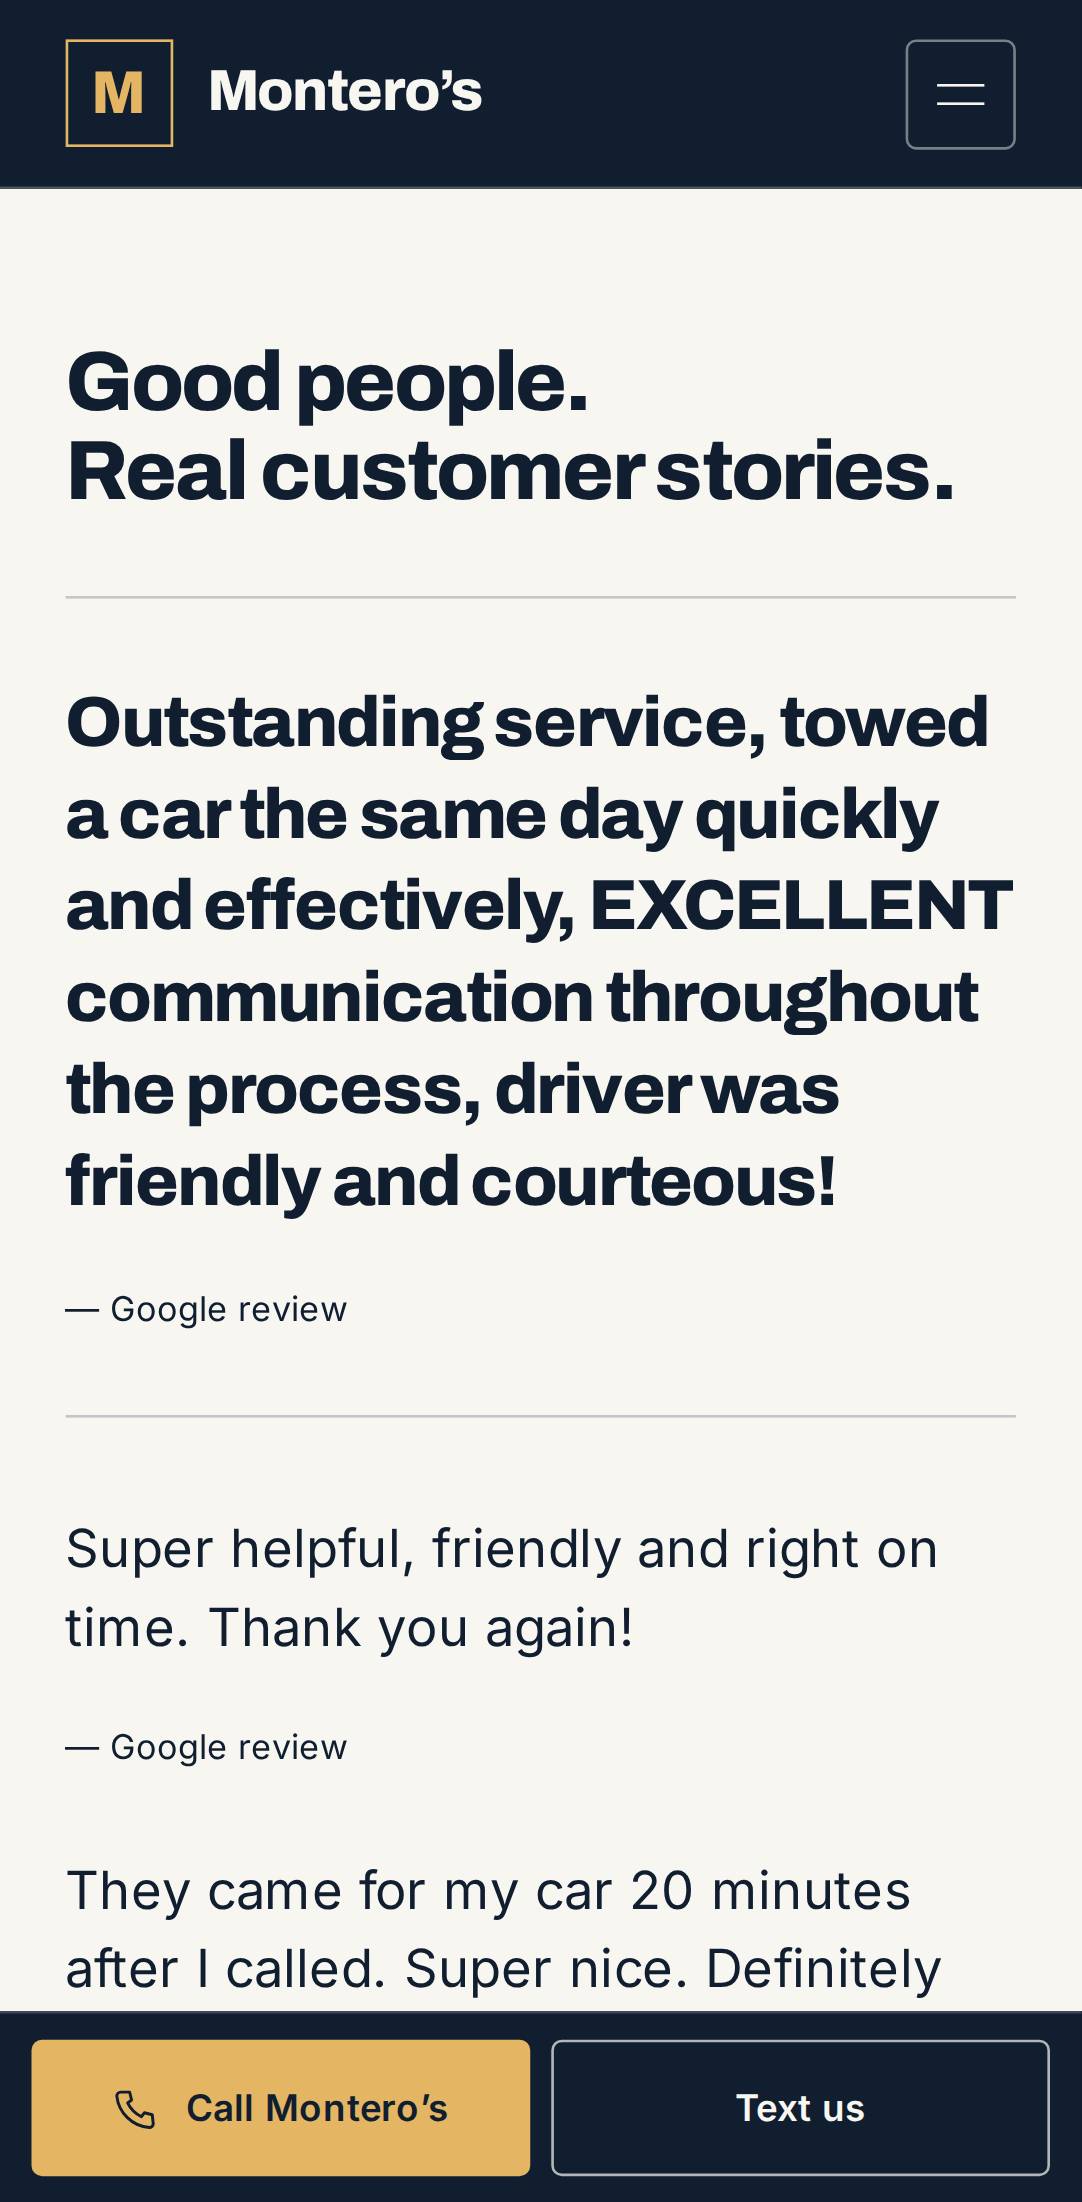 M
Montero’s
Good people.
Real customer stories.
Outstanding service, towed
a car the same day quickly
and effectively, EXCELLENT
communication throughout
the process, driver was
friendly and courteous!
— Google review
Super helpful, friendly and right on
time. Thank you again!
— Google review
They came for my car 20 minutes
after I called. Super nice. Definitely
Call Montero’s
Text us